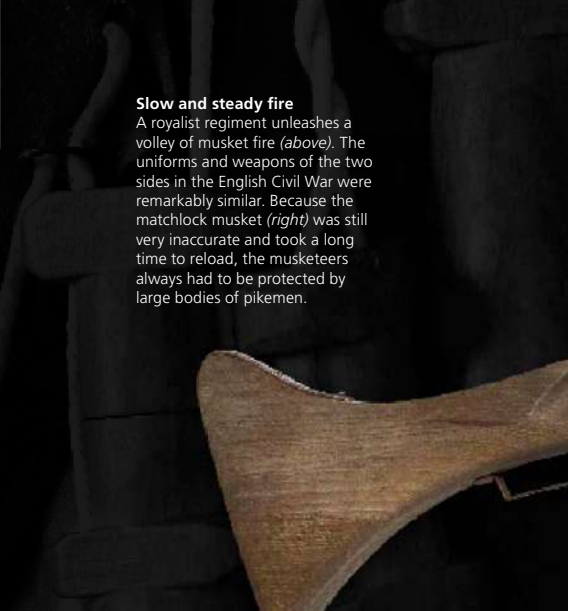 Slow and steady fire
A royalist regiment unleashes a
volley of musket fire (above). The
uniforms and weapons of the two
sides in the English Civil War were
remarkably similar. Because the
matchlock musket (right) was still
very inaccurate and took a long
time to reload, the musketeers
always had to be protected by
large bodies of pikemen.